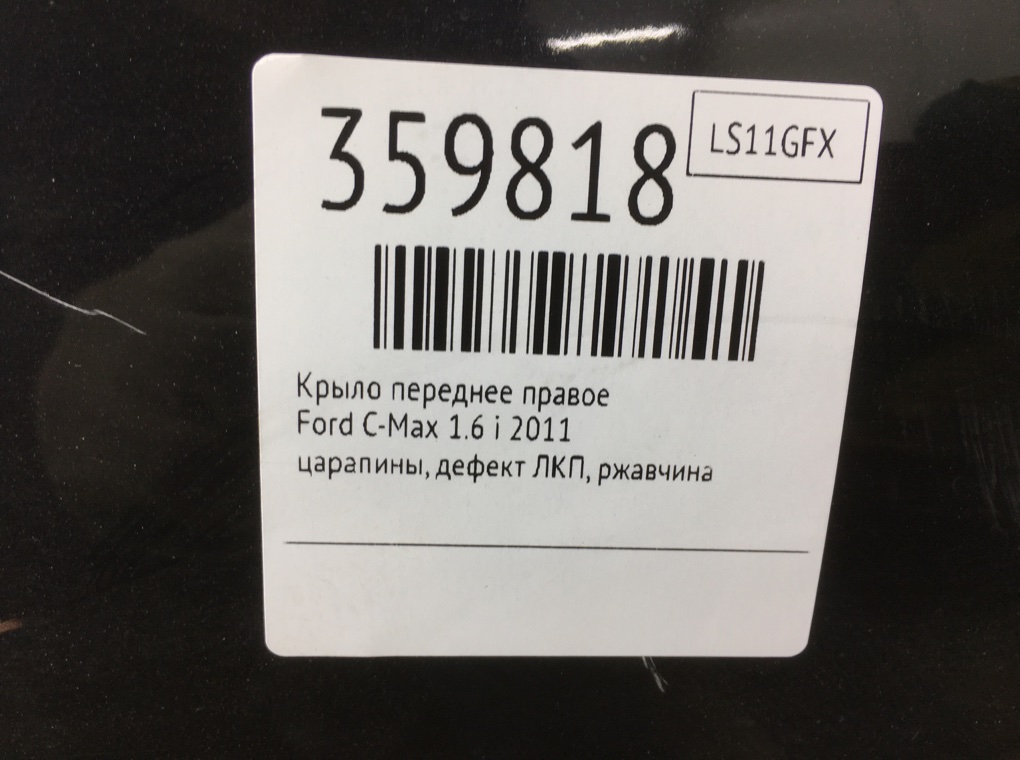 359818
LS11GFX
Крыло переднее правое
Ford C-Max 1.6 i 2011
царапины, дефект ЛКП, ржавчина